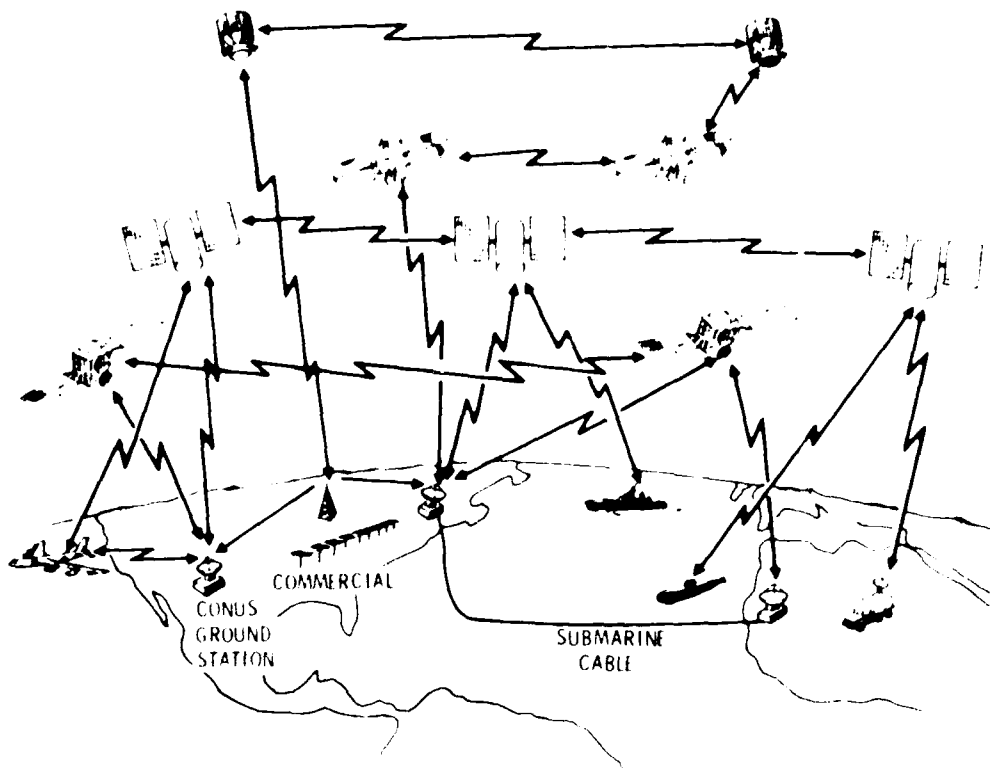 COMMERCIAL
CONUS
GROUND
STATION
SUBMARINE
CABLE